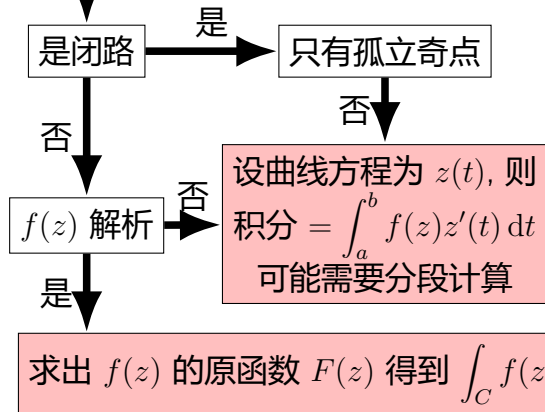 是闭路
是
只有孤立奇点
否
否
设曲线方程为 z(t), 则
积分 = ∫_a^b f(z)z′(t) dt
可能需要分段计算
f(z) 解析
否
是
求出 f(z) 的原函数 F(z) 得到 ∫_C f(z